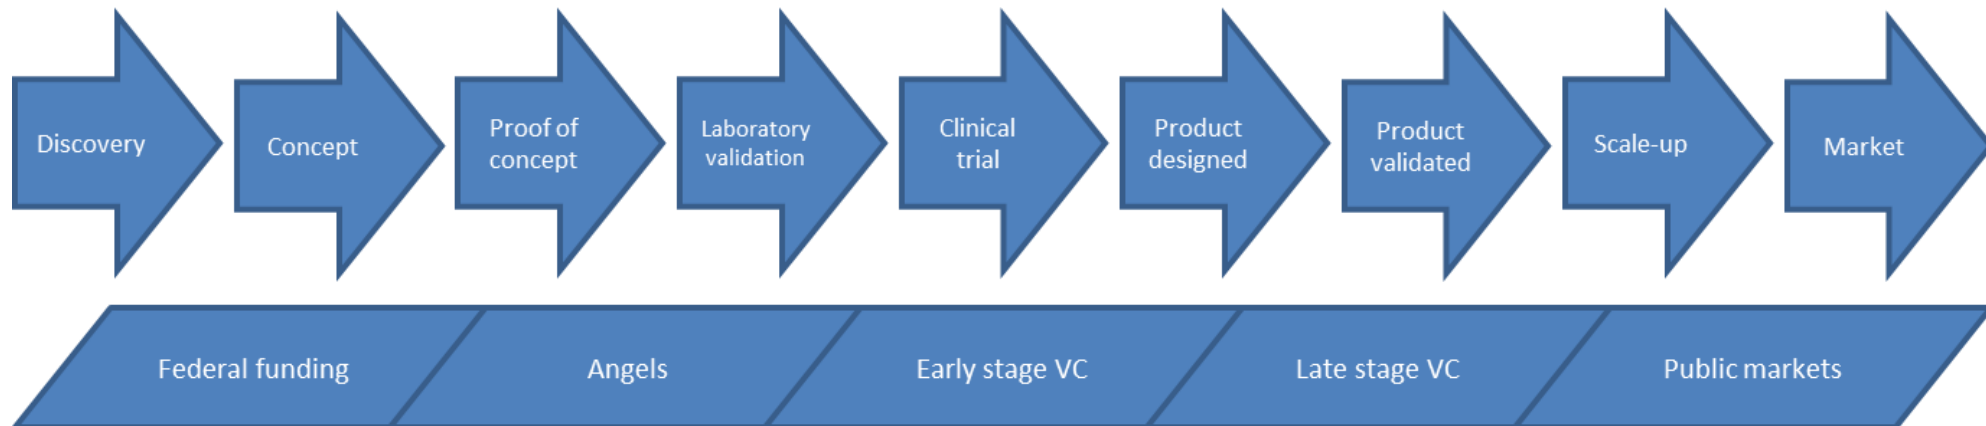 Discovery
Concept
Proof of
concept
Laboratory
validation
Clinical
trial
Product
designed
Product
validated
Scale-up
Market
Federal funding
Angels
Early stage VC
Late stage VC
Public markets